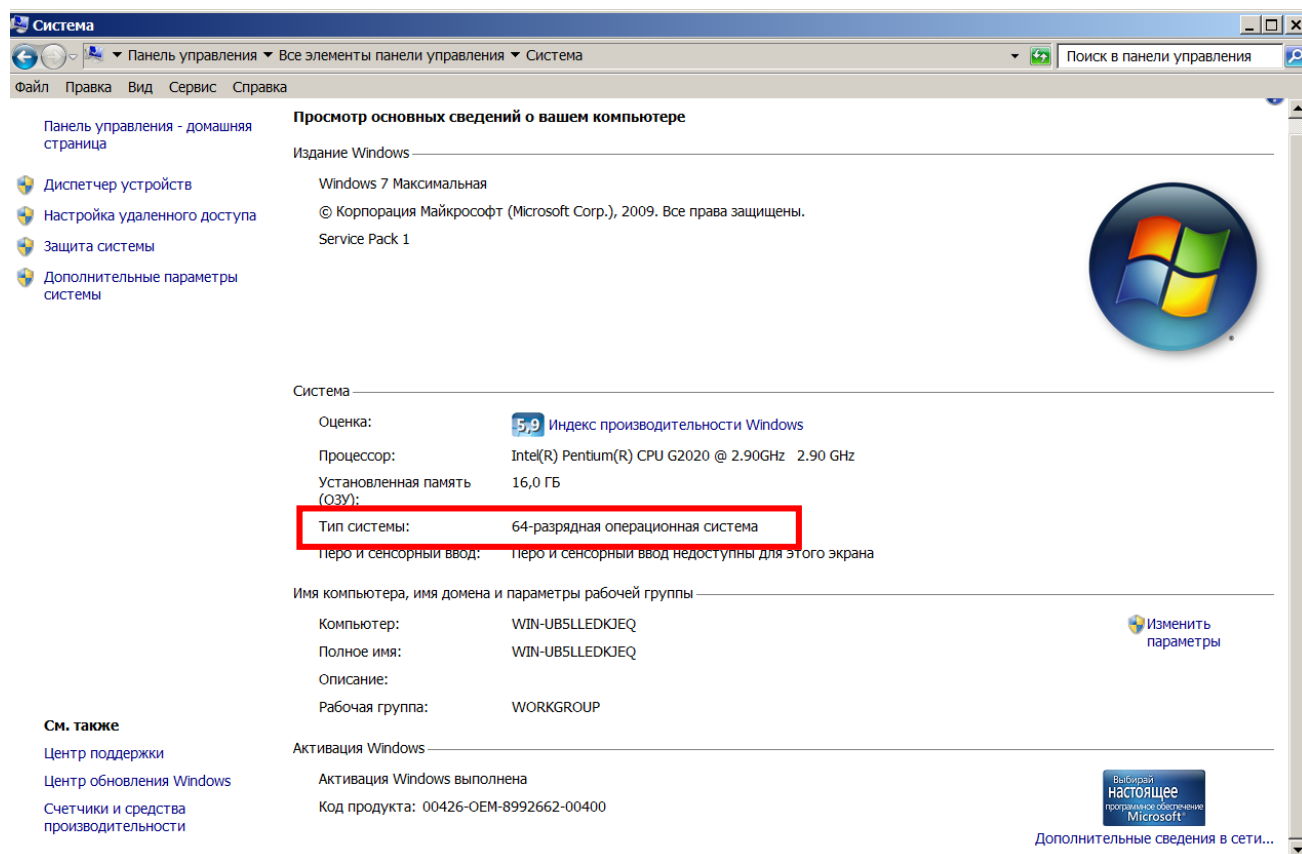 Система
Панель управления ▾ Все элементы панели управления ▾ Система
Поиск в панели управления
Файл Правка Вид Сервис Справка
Панель управления - домашняя
страница
Диспетчер устройств
Настройка удаленного доступа
Защита системы
Дополнительные параметры
системы
См. также
Центр поддержки
Центр обновления Windows
Счетчики и средства
производительности
Просмотр основных сведений о вашем компьютере
Издание Windows
Windows 7 Максимальная
© Корпорация Майкрософт (Microsoft Corp.), 2009. Все права защищены.
Service Pack 1
Система
Оценка: 5,9 Индекс производительности Windows
Процессор: Intel(R) Pentium(R) CPU G2020 @ 2.90GHz 2.90 GHz
Установленная память 16,0 ГБ
(ОЗУ):
Тип системы: 64-разрядная операционная система
Перо и сенсорный ввод: Перо и сенсорный ввод недоступны для этого экрана
Имя компьютера, имя домена и параметры рабочей группы
Компьютер: WIN-UB5LLEDKJEQ
Изменить
параметры
Полное имя: WIN-UB5LLEDKJEQ
Описание:
Рабочая группа: WORKGROUP
Активация Windows
Активация Windows выполнена
Код продукта: 00426-OEM-8992662-00400
Выбирай
настоящее
программное обеспечение
Microsoft
Дополнительные сведения в сети...